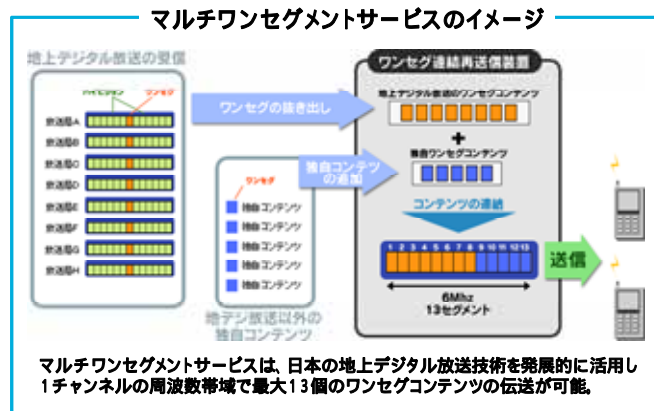 マルチワンセグメントサービスのイメージ
地上デジタル放送の受信
ハイビジョン ワンセグ
放送局A
放送局B
放送局C
放送局D
放送局E
放送局F
放送局G
放送局H
ワンセグの抜き出し
ワンセグ
独自コンテンツ
独自コンテンツ
独自コンテンツ
独自コンテンツ
独自コンテンツ
地デジ放送以外の
独自コンテンツ
独自コンテンツ
の追加
ワンセグ連結再送信装置
地上デジタル放送のワンセグコンテンツ
+
独自ワンセグコンテンツ
コンテンツの連結
1 2 3 4 5 6 7 8 9 10 11 12 13
6Mhz
13セグメント
送信
マルチワンセグメントサービスは、日本の地上デジタル放送技術を発展的に活用し
1チャンネルの周波数帯域で最大13個のワンセグコンテンツの伝送が可能。